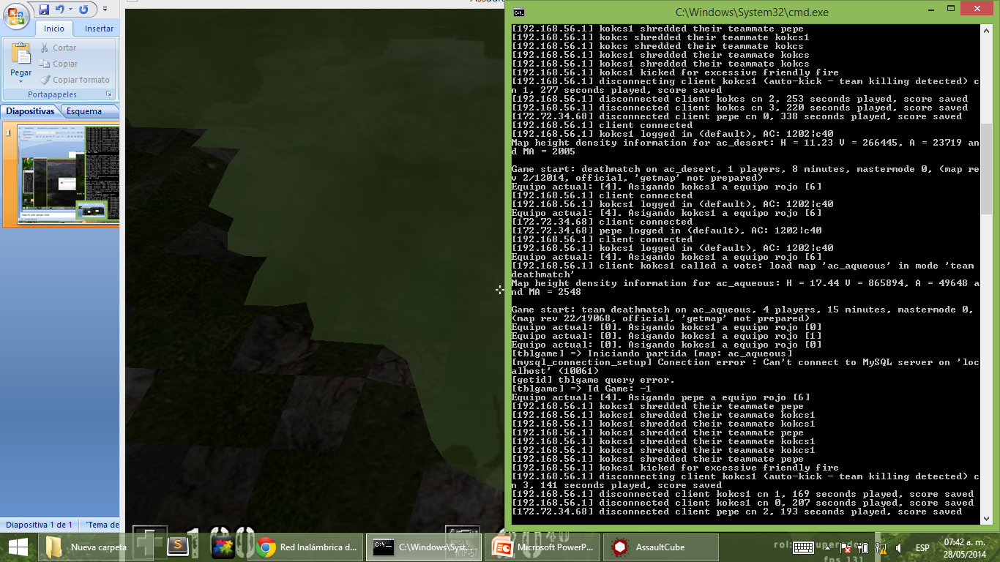 Assaul
C:\Windows\System32\cmd.exe
Inicio
Insertar
Pegar
Cortar
Copiar
Copiar formato
Portapapeles
Diapositivas
Esquema
1
[192.168.56.1] kokcs1 shredded their teammate pepe
[192.168.56.1] kokcs shredded their teammate kokcs1
[192.168.56.1] kokcs shredded their teammate kokcs
[192.168.56.1] kokcs1 shredded their teammate kokcs
[192.168.56.1] kokcs1 shredded their teammate kokcs
[192.168.56.1] kokcs1 kicked for excessive friendly fire
[192.168.56.1] disconnecting client kokcs1 (auto-kick - team killing detected) c
n 1, 277 seconds played, score saved
[192.168.56.1] disconnected client kokcs cn 2, 253 seconds played, score saved
[192.168.56.1] disconnected client kokcs cn 3, 220 seconds played, score saved
[172.72.34.68] disconnected client pepe cn 0, 338 seconds played, score saved
[192.168.56.1] client connected
[192.168.56.1] kokcs1 logged in (default), AC: 1202|c40
Map height density information for ac_desert: H = 11.23 V = 266445, A = 23719 an
d MA = 2005
Game start: deathmatch on ac_desert, 1 players, 8 minutes, mastermode 0, (map re
v 2/12014, official, 'getmap' not prepared)
Equipo actual: [4]. Asigando kokcs1 a equipo rojo [6]
[192.168.56.1] client connected
[192.168.56.1] kokcs1 logged in (default), AC: 1202|c40
Equipo actual: [4]. Asigando kokcs1 a equipo rojo [6]
[172.72.34.68] client connected
[172.72.34.68] pepe logged in (default), AC: 1202|c40
[192.168.56.1] client connected
[192.168.56.1] kokcs1 logged in (default), AC: 1202|c40
Equipo actual: [4]. Asigando kokcs1 a equipo rojo [6]
[192.168.56.1] client kokcs1 called a vote: load map 'ac_aqueous' in mode 'team
deathmatch'
Map height density information for ac_aqueous: H = 17.44 V = 865894, A = 49648 a
nd MA = 2548
Game start: team deathmatch on ac_aqueous, 4 players, 15 minutes, mastermode 0,
(map rev 22/19068, official, 'getmap' not prepared)
Equipo actual: [0]. Asigando kokcs1 a equipo rojo [0]
Equipo actual: [0]. Asigando kokcs1 a equipo rojo [1]
Equipo actual: [0]. Asigando kokcs1 a equipo rojo [0]
[tblgame] => Iniciando partida [map: ac_aqueous]
[mysql_connection_setup] Conection error : Can't connect to MySQL server on 'loc
alhost' (10061)
[getid] tblgame query error.
[tblgame] => Id Game: -1
Equipo actual: [4]. Asigando pepe a equipo rojo [6]
[192.168.56.1] kokcs1 shredded their teammate pepe
[192.168.56.1] kokcs1 shredded their teammate kokcs1
[192.168.56.1] kokcs1 shredded their teammate kokcs1
[192.168.56.1] kokcs1 shredded their teammate pepe
[192.168.56.1] kokcs1 shredded their teammate kokcs1
[192.168.56.1] kokcs1 shredded their teammate kokcs1
[192.168.56.1] kokcs1 shredded their teammate pepe
[192.168.56.1] kokcs1 kicked for excessive friendly fire
[192.168.56.1] disconnecting client kokcs1 (auto-kick - team killing detected) c
n 3, 141 seconds played, score saved
[192.168.56.1] disconnected client kokcs1 cn 1, 169 seconds played, score saved
[192.168.56.1] disconnected client kokcs1 cn 0, 207 seconds played, score saved
[172.72.34.68] disconnected client pepe cn 2, 193 seconds played, score saved
Diapositiva 1 de 1
"Tema de
100
Nueva carpeta
Red Inalámbrica d...
C:\Windows\Syst...
Microsoft PowerP...
AssaultCube
fps 131
ESP
07:42 a. m.
28/05/2014